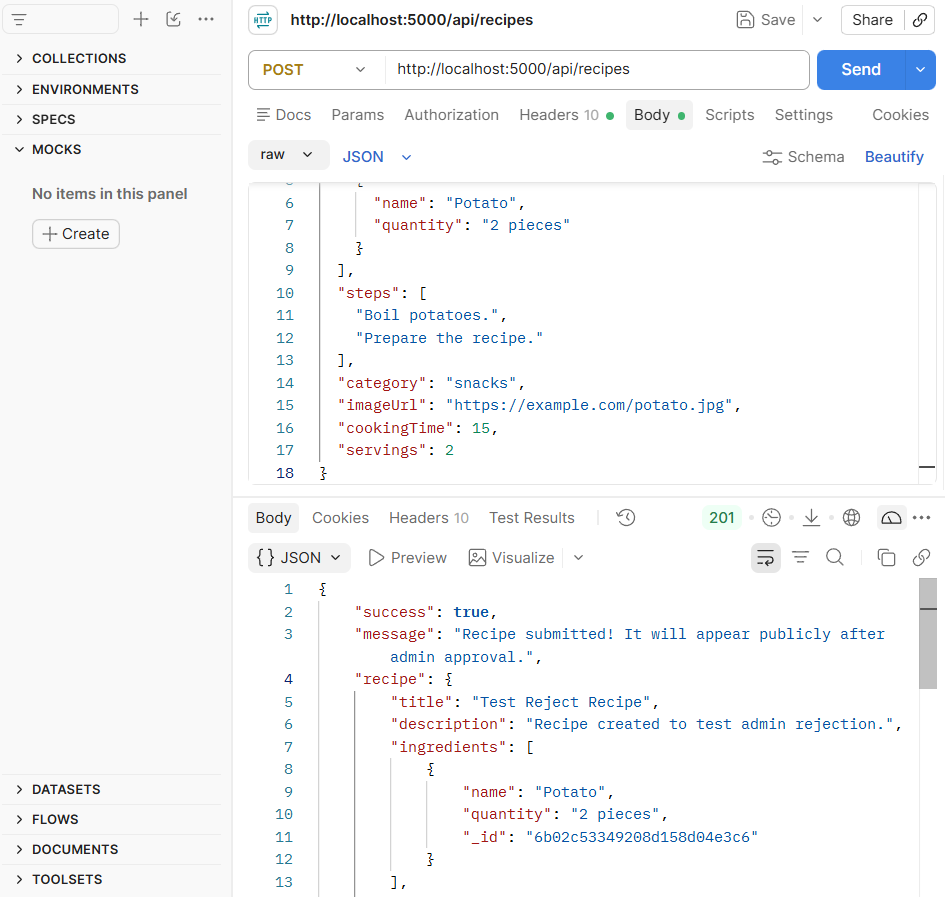 HTTP http://localhost:5000/api/recipes Save Share
POST http://localhost:5000/api/recipes Send
Docs Params Authorization Headers 10 Body Scripts Settings Cookies
raw JSON Schema Beautify
COLLECTIONS
ENVIRONMENTS
SPECS
MOCKS
No items in this panel
Create
DATASETS
FLOWS
DOCUMENTS
TOOLSETS
6 "name": "Potato",
7 "quantity": "2 pieces"
8 }
9 ],
10 "steps": [
11 "Boil potatoes.",
12 "Prepare the recipe."
13 ],
14 "category": "snacks",
15 "imageUrl": "https://example.com/potato.jpg",
16 "cookingTime": 15,
17 "servings": 2
18 }
Body Cookies Headers 10 Test Results 201
{} JSON Preview Visualize
1 {
2 "success": true,
3 "message": "Recipe submitted! It will appear publicly after
admin approval.",
4 "recipe": {
5 "title": "Test Reject Recipe",
6 "description": "Recipe created to test admin rejection.",
7 "ingredients": [
8 {
9 "name": "Potato",
10 "quantity": "2 pieces",
11 "_id": "6b02c53349208d158d04e3c6"
12 }
13 ],